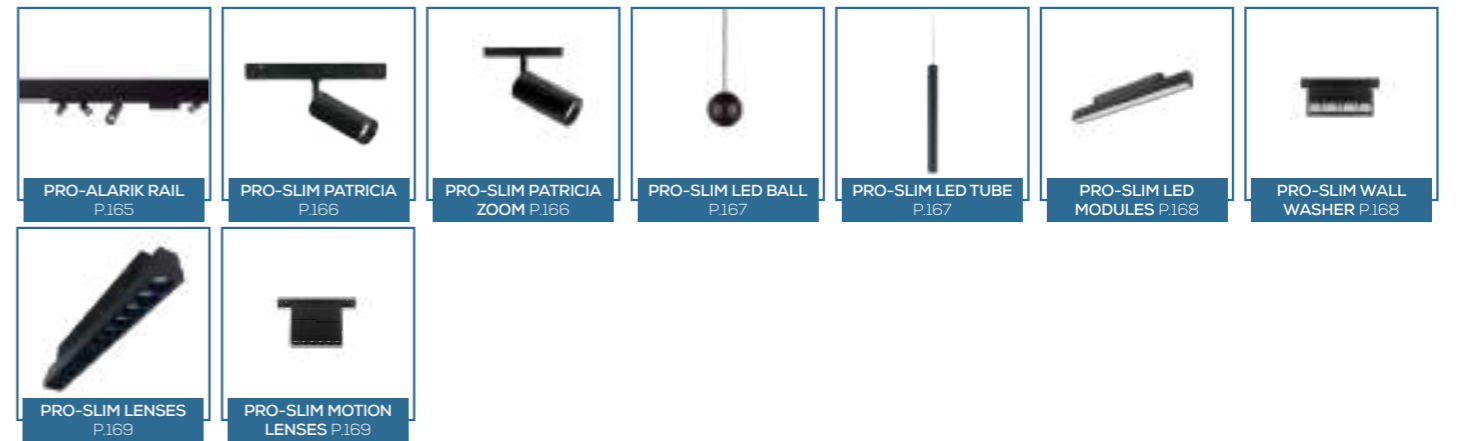 PRO-ALARIK RAIL
P.165
PRO-SLIM PATRICIA
P.166
PRO-SLIM PATRICIA
ZOOM P.166
PRO-SLIM LED BALL
P.167
PRO-SLIM LED TUBE
P.167
PRO-SLIM LED
MODULES P.168
PRO-SLIM WALL
WASHER P.168
PRO-SLIM LENSES
P.169
PRO-SLIM MOTION
LENSES P.169